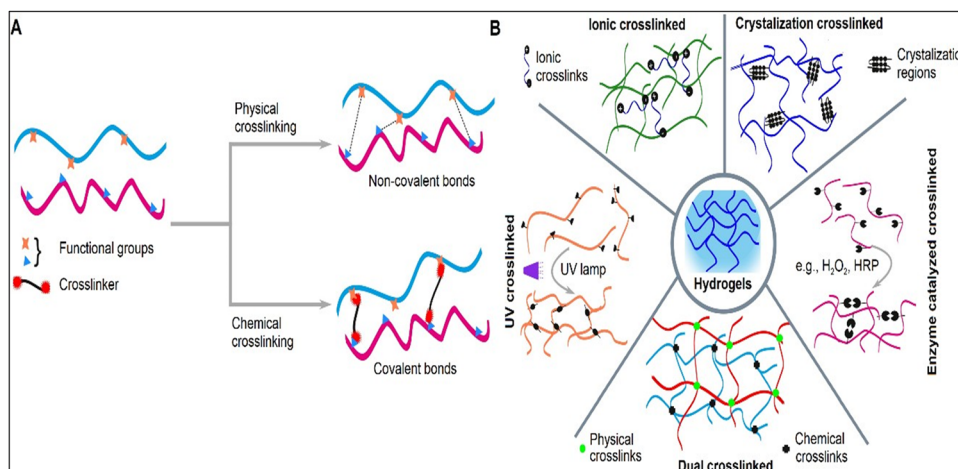 A
Physical
crosslinking
Non-covalent bonds
Functional groups
Crosslinker
Chemical
crosslinking
Covalent bonds
B
Ionic crosslinked
Ionic
crosslinks
Crystalization crosslinked
Crystalization
regions
UV crosslinked
UV lamp
Hydrogels
e.g., H₂O₂, HRP
Enzyme catalyzed crosslinked
Physical
crosslinks
Chemical
crosslinks
Dual crosslinked